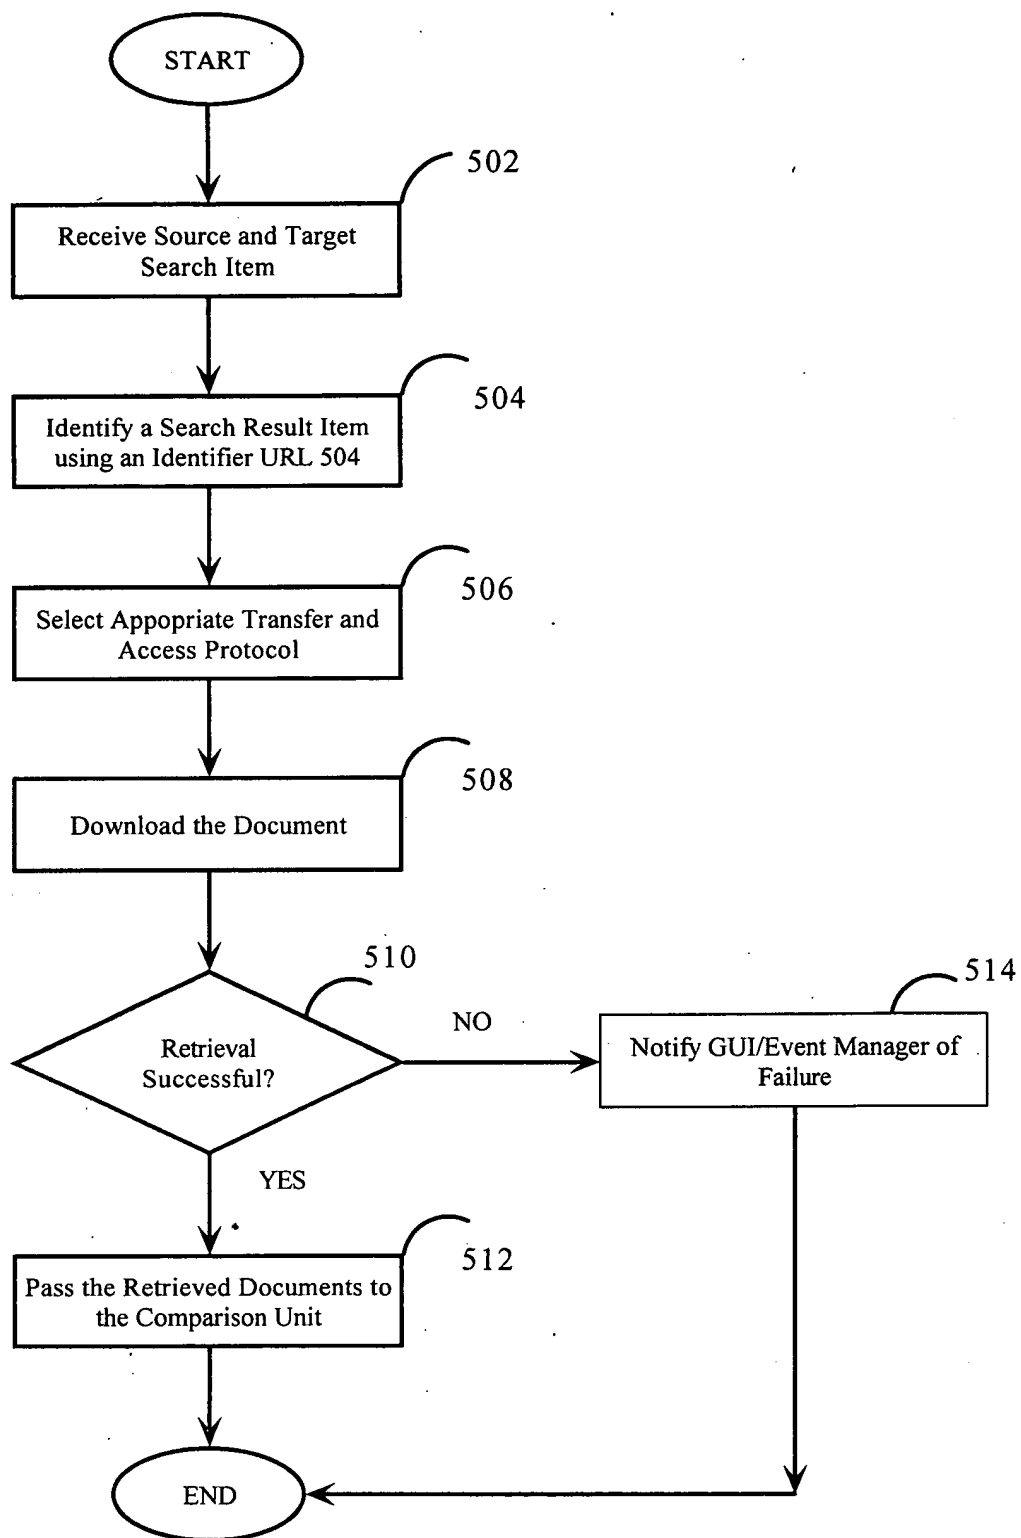 START
502
Receive Source and Target
Search Item
504
Identify a Search Result Item
using an Identifier URL 504
506
Select Appopriate Transfer and
Access Protocol
508
Download the Document
510
Retrieval
Successful?
NO
514
Notify GUI/Event Manager of
Failure
YES
512
Pass the Retrieved Documents to
the Comparison Unit
END